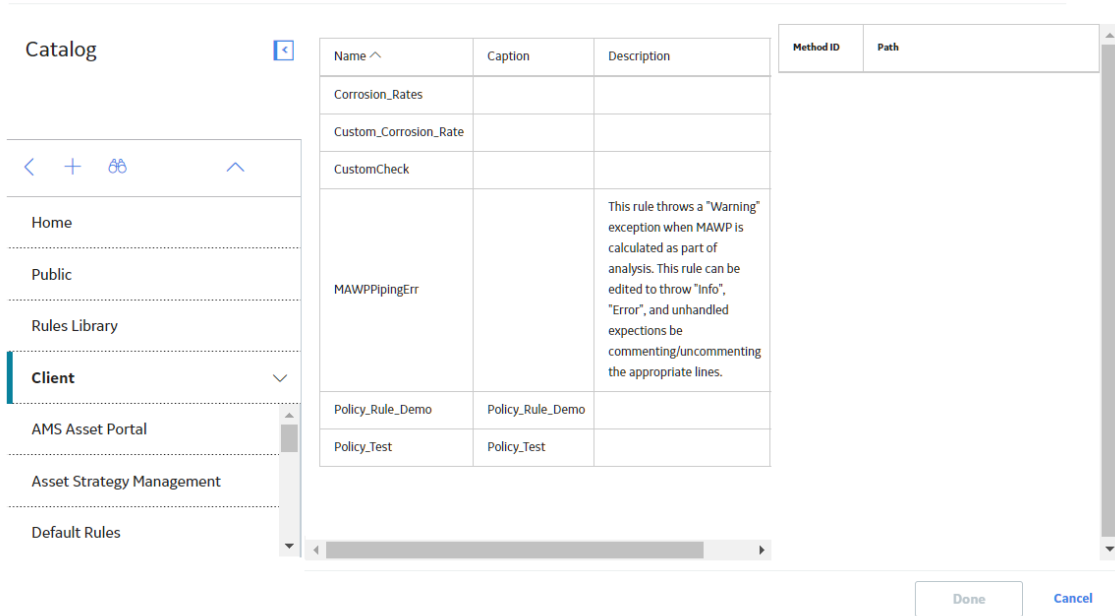 Catalog
Home
Public
Rules Library
Client
AMS Asset Portal
Asset Strategy Management
Default Rules
Name Caption Description
Corrosion_Rates
Custom_Corrosion_Rate
CustomCheck
MAWPPipingErr
This rule throws a "Warning"
exception when MAWP is
calculated as part of
analysis. This rule can be
edited to throw "Info",
"Error", and unhandled
expections be
commenting/uncommenting
the appropriate lines.
Policy_Rule_Demo Policy_Rule_Demo
Policy_Test Policy_Test
Method ID Path
Done Cancel